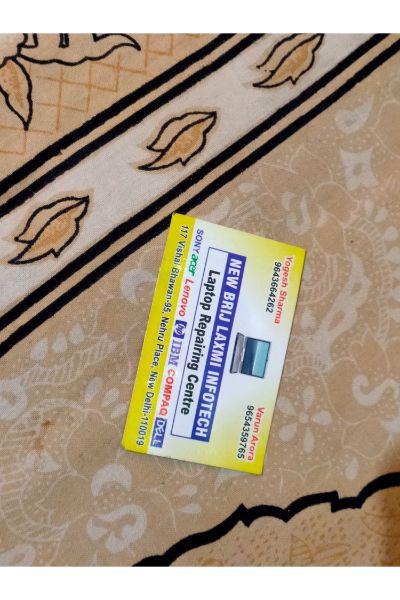 Yogesh Sharma
9643664262
Varun Arora
9654359765
NEW BRIJ LAXMI INFOTECH
Laptop Repairing Centre
SONY acer Lenovo hp IBM COMPAQ DELL
117 Vishal Bhawan-95, Nehru Place, New Delhi-110019